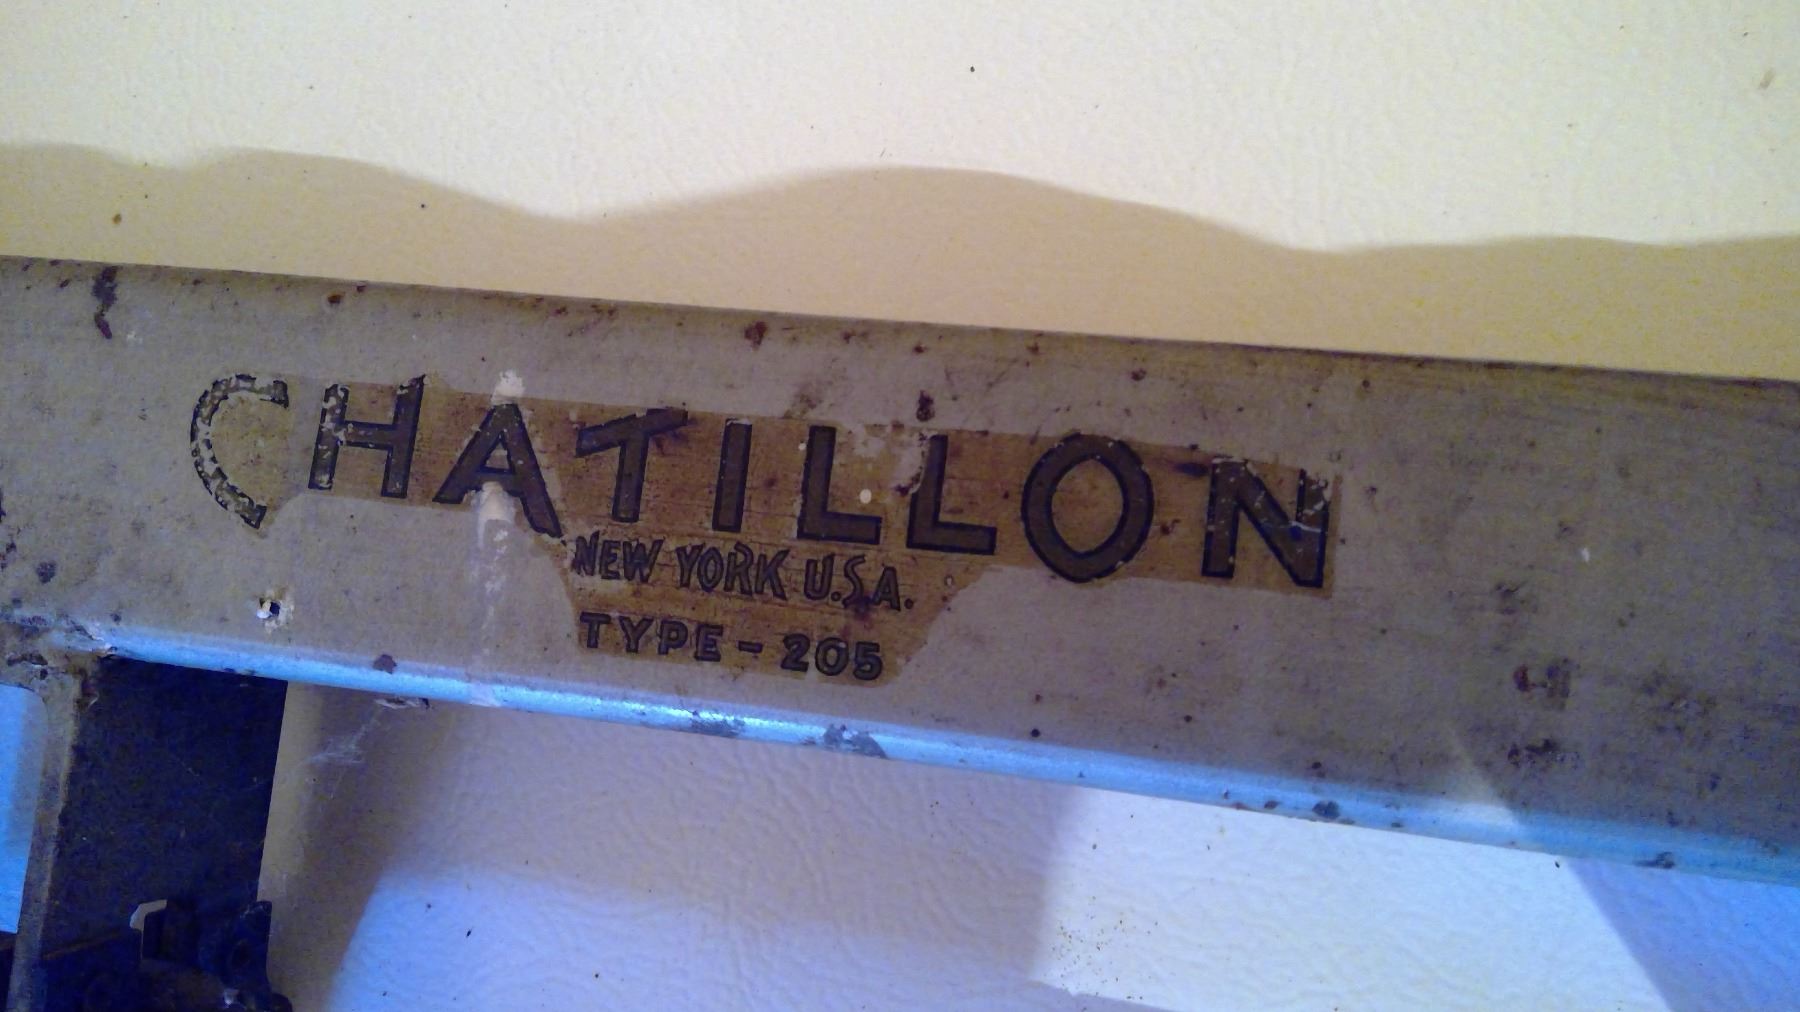 CHATILLON
NEW YORK U.S.A.
TYPE - 205